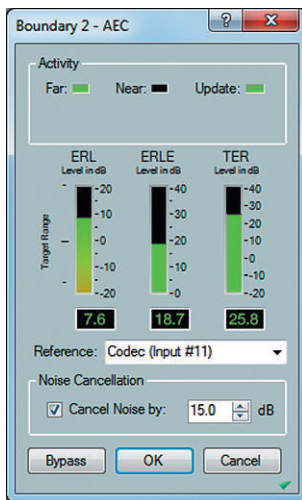 Boundary 2 - AEC
Activity
Far: Near: Update:
ERL ERLE TER
Level in dB Level in dB Level in dB
Target Range
-20 -40 -40
-30
-10 -30 -20
-0 -20 -10
-0
-10 -10 -10
--20 -0 -20
7.6 18.7 25.8
Reference: Codec (Input #11)
Noise Cancellation
Cancel Noise by: 15.0 dB
Bypass OK Cancel